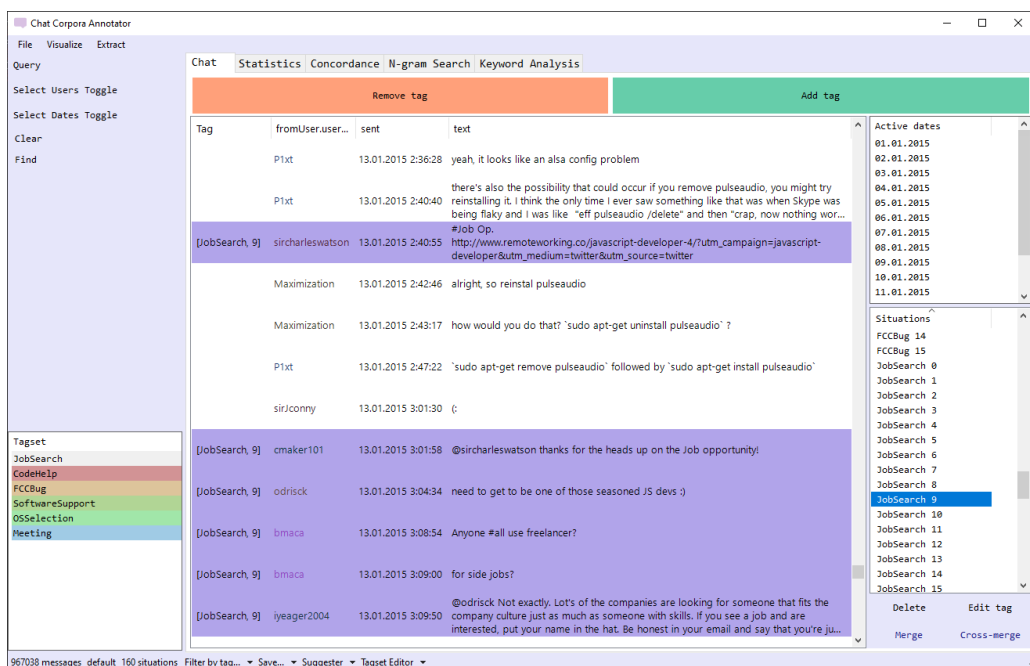 Chat Corpora Annotator
File Visualize Extract
Query
Select Users Toggle
Select Dates Toggle
Clear
Find
Chat Statistics Concordance N-gram Search Keyword Analysis
Remove tag Add tag
Tag fromUser.user... sent text
P1xt 13.01.2015 2:36:28 yeah, it looks like an alsa config problem
P1xt 13.01.2015 2:40:40 there's also the possibility that could occur if you remove pulseaudio, you might try
reinstalling it. I think the only time I ever saw something like that was when Skype was
being flaky and I was like "eff pulseaudio /delete" and then "crap, now nothing wor...
[JobSearch, 9] sircharleswatson 13.01.2015 2:40:55 #Job Op.
http://www.remoteworking.co/javascript-developer-4/?utm_campaign=javascript-
developer&utm_medium=twitter&utm_source=twitter
Maximization 13.01.2015 2:42:46 alright, so reinstal pulseaudio
Maximization 13.01.2015 2:43:17 how would you do that? `sudo apt-get uninstall pulseaudio` ?
P1xt 13.01.2015 2:47:22 `sudo apt-get remove pulseaudio` followed by `sudo apt-get install pulseaudio`
sirJconny 13.01.2015 3:01:30 (:
[JobSearch, 9] cmaker101 13.01.2015 3:01:58 @sircharleswatson thanks for the heads up on the Job opportunity!
[JobSearch, 9] odrisck 13.01.2015 3:04:34 need to get to be one of those seasoned JS devs :)
[JobSearch, 9] bmaca 13.01.2015 3:08:54 Anyone #all use freelancer?
[JobSearch, 9] bmaca 13.01.2015 3:09:00 for side jobs?
[JobSearch, 9] iyeager2004 13.01.2015 3:09:50 @odrisck Not exactly. Lot's of the companies are looking for someone that fits the
company culture just as much as someone with skills. If you see a job and are
interested, put your name in the hat. Be honest in your email and say that you're ju...
Active dates
01.01.2015
02.01.2015
03.01.2015
04.01.2015
05.01.2015
06.01.2015
07.01.2015
08.01.2015
09.01.2015
10.01.2015
11.01.2015
Situations
FCCBug 14
FCCBug 15
JobSearch 0
JobSearch 1
JobSearch 2
JobSearch 3
JobSearch 4
JobSearch 5
JobSearch 6
JobSearch 7
JobSearch 8
JobSearch 9
JobSearch 10
JobSearch 11
JobSearch 12
JobSearch 13
JobSearch 14
JobSearch 15
Delete Edit tag
Merge Cross-merge
Tagset
JobSearch
CodeHelp
FCCBug
SoftwareSupport
OSSelection
Meeting
967038 messages default 160 situations Filter by tag... Save... Suggester Tagset Editor